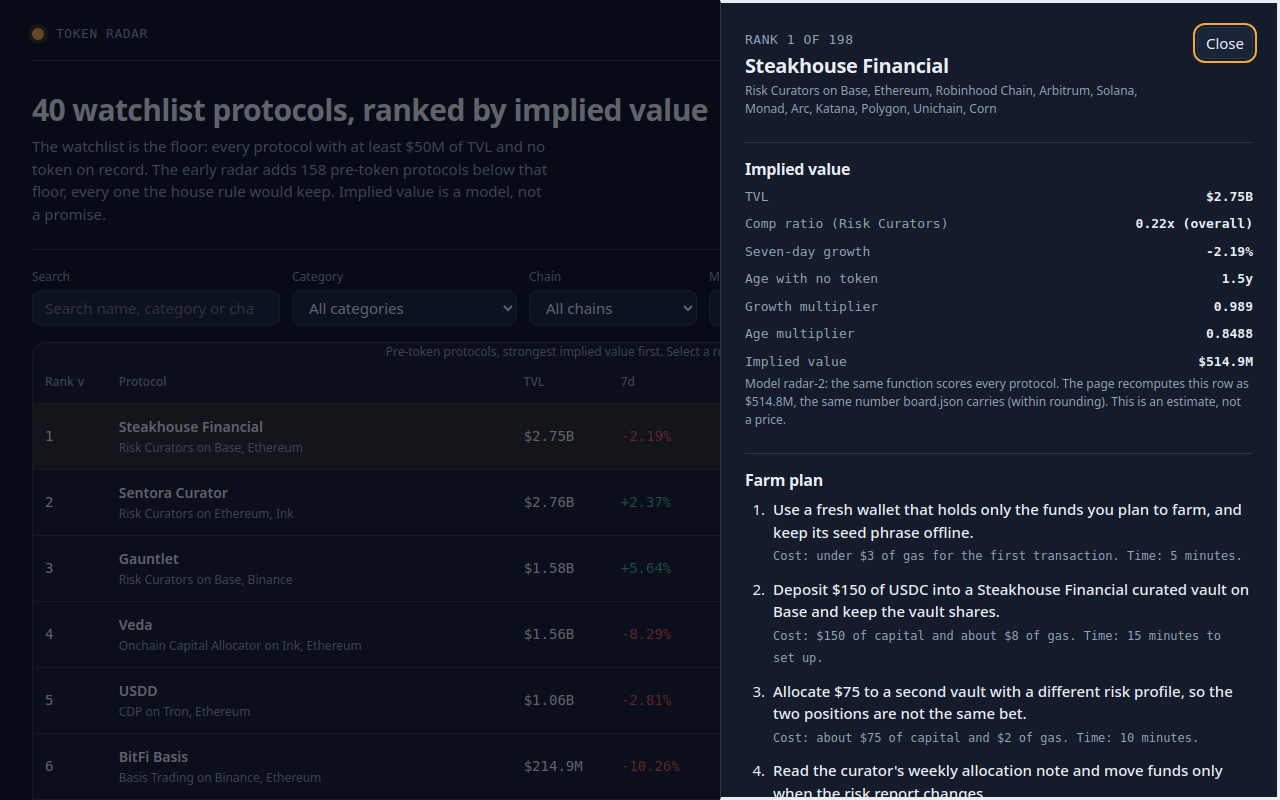 TOKEN RADAR
40 watchlist protocols, ranked by implied value
The watchlist is the floor: every protocol with at least $50M of TVL and no
token on record. The early radar adds 158 pre-token protocols below that
floor, every one the house rule would keep. Implied value is a model, not
a promise.
Search
Category
Chain
M
Search name, category or cha
All categories
All chains
Pre-token protocols, strongest implied value first. Select a ro
Rank v
Protocol
TVL
7d
1
Steakhouse Financial
Risk Curators on Base, Ethereum
$2.75B
-2.19%
2
Sentora Curator
Risk Curators on Ethereum, Ink
$2.76B
+2.37%
3
Gauntlet
Risk Curators on Base, Binance
$1.58B
+5.64%
4
Veda
Onchain Capital Allocator on Ink, Ethereum
$1.56B
-8.29%
5
USDD
CDP on Tron, Ethereum
$1.06B
-2.81%
6
BitFi Basis
Basis Trading on Binance, Ethereum
$214.9M
-10.26%
RANK 1 OF 198
Close
Steakhouse Financial
Risk Curators on Base, Ethereum, Robinhood Chain, Arbitrum, Solana,
Monad, Arc, Katana, Polygon, Unichain, Corn
Implied value
TVL $2.75B
Comp ratio (Risk Curators) 0.22x (overall)
Seven-day growth -2.19%
Age with no token 1.5y
Growth multiplier 0.989
Age multiplier 0.8488
Implied value $514.9M
Model radar-2: the same function scores every protocol. The page recomputes this row as
$514.8M, the same number board.json carries (within rounding). This is an estimate, not
a price.
Farm plan
1. Use a fresh wallet that holds only the funds you plan to farm, and
keep its seed phrase offline.
Cost: under $3 of gas for the first transaction. Time: 5 minutes.
2. Deposit $150 of USDC into a Steakhouse Financial curated vault on
Base and keep the vault shares.
Cost: $150 of capital and about $8 of gas. Time: 15 minutes to
set up.
3. Allocate $75 to a second vault with a different risk profile, so the
two positions are not the same bet.
Cost: about $75 of capital and $2 of gas. Time: 10 minutes.
4. Read the curator's weekly allocation note and move funds only
when the risk report changes